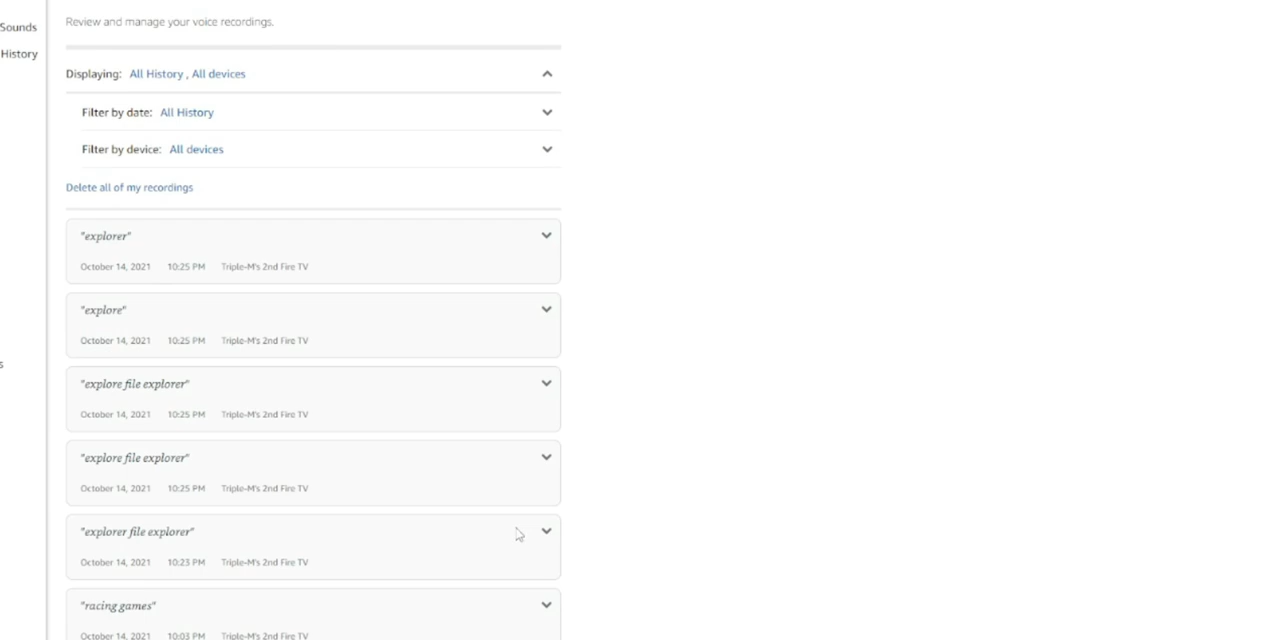 Sounds
Review and manage your voice recordings.
History
Displaying: All History , All devices
Filter by date: All History
Filter by device: All devices
Delete all of my recordings
"explorer"
October 14, 2021 10:25 PM Triple-M's 2nd Fire TV
"explore"
October 14, 2021 10:25 PM Triple-M's 2nd Fire TV
"explore file explorer"
October 14, 2021 10:25 PM Triple-M's 2nd Fire TV
"explore file explorer"
October 14, 2021 10:25 PM Triple-M's 2nd Fire TV
"explorer file explorer"
October 14, 2021 10:23 PM Triple-M's 2nd Fire TV
"racing games"
October 14, 2021 10:03 PM Triple-M's 2nd Fire TV